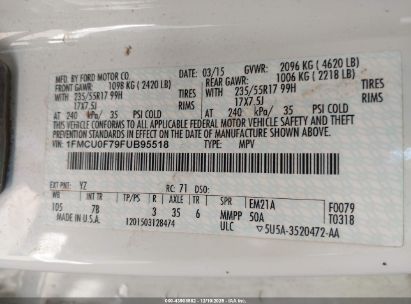 MFD. BY FORD MOTOR CO.
03/15 GVWR: 2096 KG ( 4620 LB)
FRONT GAWR: 1098 KG ( 2420 LB)
REAR GAWR: 1006 KG ( 2218 LB)
WITH 235/55R17 99H TIRES
WITH 235/55R17 99H TIRES
17X7.5J RIMS
17X7.5J RIMS
AT 240 kPa/ 35 PSI COLD
AT 240 kPa/ 35 PSI COLD
THIS VEHICLE CONFORMS TO ALL APPLICABLE FEDERAL MOTOR VEHICLE SAFETY AND THEFT PREVENTION STANDARDS IN EFFECT ON THE DATE OF MANUFACTURE SHOWN ABOVE.
VIN: 1FMCU0F79FUB95518 TYPE: MPV
EXT PNT: YZ RC: 71 DSO:
WB INT TR TP/PS R AXLE TR SPR
105 7B 3 35 6
EM21A
MMPP 50A
F0079
T0318
MADE IN U.S.A. 1201503128474
ULC 5U5A-3520472-AA